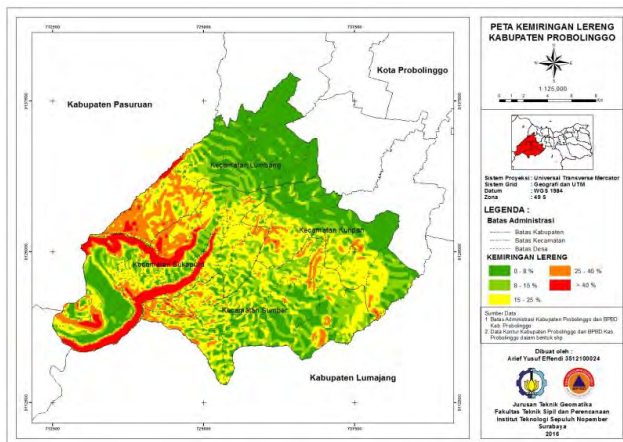 PETA KEMIRINGAN LERENG
KABUPATEN PROBOLINGGO
1:125,000
Km
Kabupaten Pasuruan
Kota Probolinggo
Kecamatan Lumbang
Kecamatan Kuripan
Kecamatan Sukapura
Kecamatan Sumber
Kabupaten Lumajang
Sistem Proyeksi : Universal Transverse Mercator
Sistem Grid : Geografi dan UTM
Datum : WGS 1984
Zona : 49 S
LEGENDA :
Batas Administrasi
Batas Kabupaten
Batas Kecamatan
Batas Desa
KEMIRINGAN LERENG
0 - 8 %
25 - 40 %
8 - 15 %
> 40 %
15 - 25 %
Sumber Data
1 Batas Administrasi Kabupaten Probolinggo dari BPBD
Kab. Probolinggo
2 Data Kontur Kabupaten Probolinggo dari BPBD Kab.
Probolinggo dalam bentuk shp
Dibuat oleh :
Arief Yusuf Effendi 3512100024
Jurusan Teknik Geomatika
Fakultas Teknik Sipil dan Perencanaan
Institut Teknologi Sepuluh Nopember
Surabaya
2016